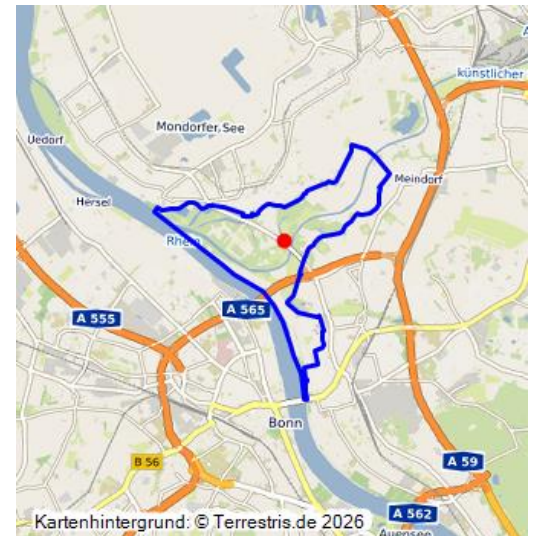 künstlicher
Mondorfer See
Uedorf
Meindorf
Hersel
Rhein
A 565
A 555
Bonn
B 56
A 59
A 562
Auensee
Kartenhintergrund: © Terrestris.de 2026